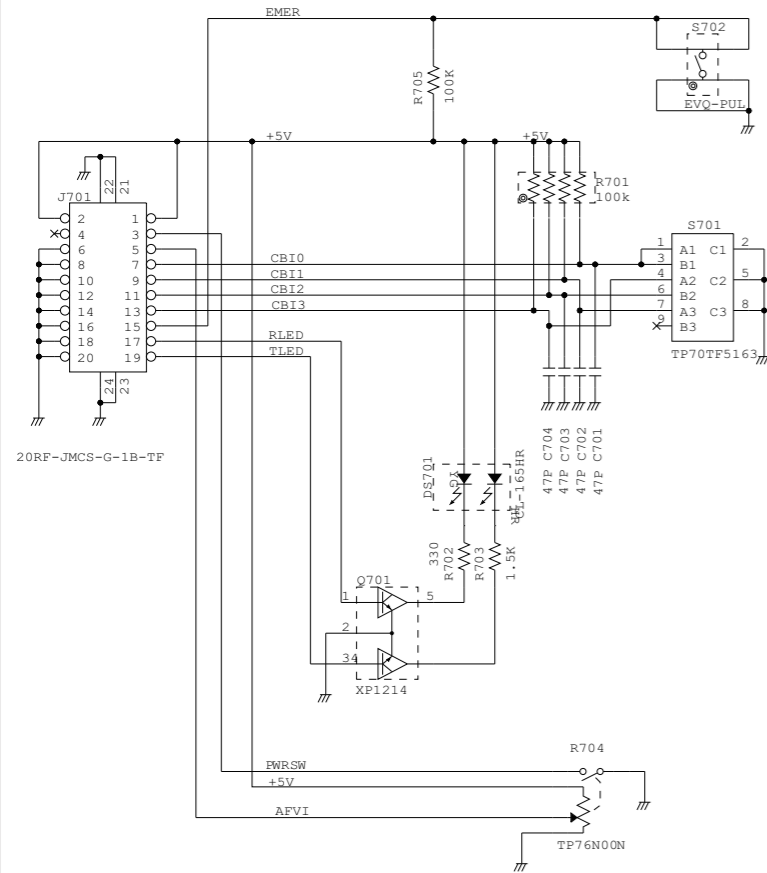 EMER
S702
R705
100K
EVQ-PUL
+5V
+5V
22
21
R701
100k
J701
S701
2
1
1
A1
C1
2
4
3
3
B1
6
5
4
A2
C2
5
8
7
CBI0
10
9
CBI1
6
B2
12
11
CBI2
7
A3
C3
8
14
13
CBI3
9
B3
16
15
18
17
RLED
20
19
TLED
TP70TF5163
24
23
20RF-JMCS-G-1B-TF
47P C704
47P C703
47P C702
47P C701
DS701
YG
CL-165HR
HR
330
R702
R703
1.5K
Q701
1
5
2
34
XP1214
R704
PWRSW
+5V
AFVI
TP76N00N